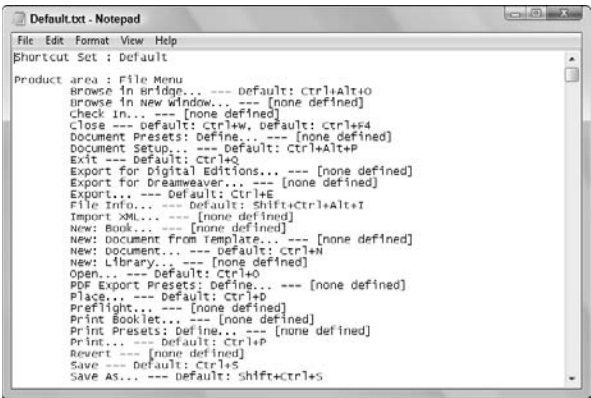 Default.txt - Notepad
File Edit Format View Help
Shortcut Set : Default
Product area : File Menu
Browse in Bridge... --- Default: Ctrl+Alt+O
Browse in New Window... --- [none defined]
Check In... --- [none defined]
Close --- Default: Ctrl+W, Default: Ctrl+F4
Document Presets: Define... --- [none defined]
Document Setup... --- Default: Ctrl+Alt+P
Exit --- Default: Ctrl+Q
Export for Digital Editions... --- [none defined]
Export for Dreamweaver... --- [none defined]
Export... --- Default: Ctrl+E
File Info... --- Default: Shift+Ctrl+Alt+I
Import XML... --- [none defined]
New: Book... --- [none defined]
New: Document from Template... --- [none defined]
New: Document... --- Default: Ctrl+N
New: Library... --- [none defined]
Open... --- Default: Ctrl+O
PDF Export Presets: Define... --- [none defined]
Place... --- Default: Ctrl+D
Preflight... --- [none defined]
Print Booklet... --- [none defined]
Print Presets: Define... --- [none defined]
Print... --- Default: Ctrl+P
Revert --- [none defined]
Save --- Default: Ctrl+S
Save As... --- Default: Shift+Ctrl+S